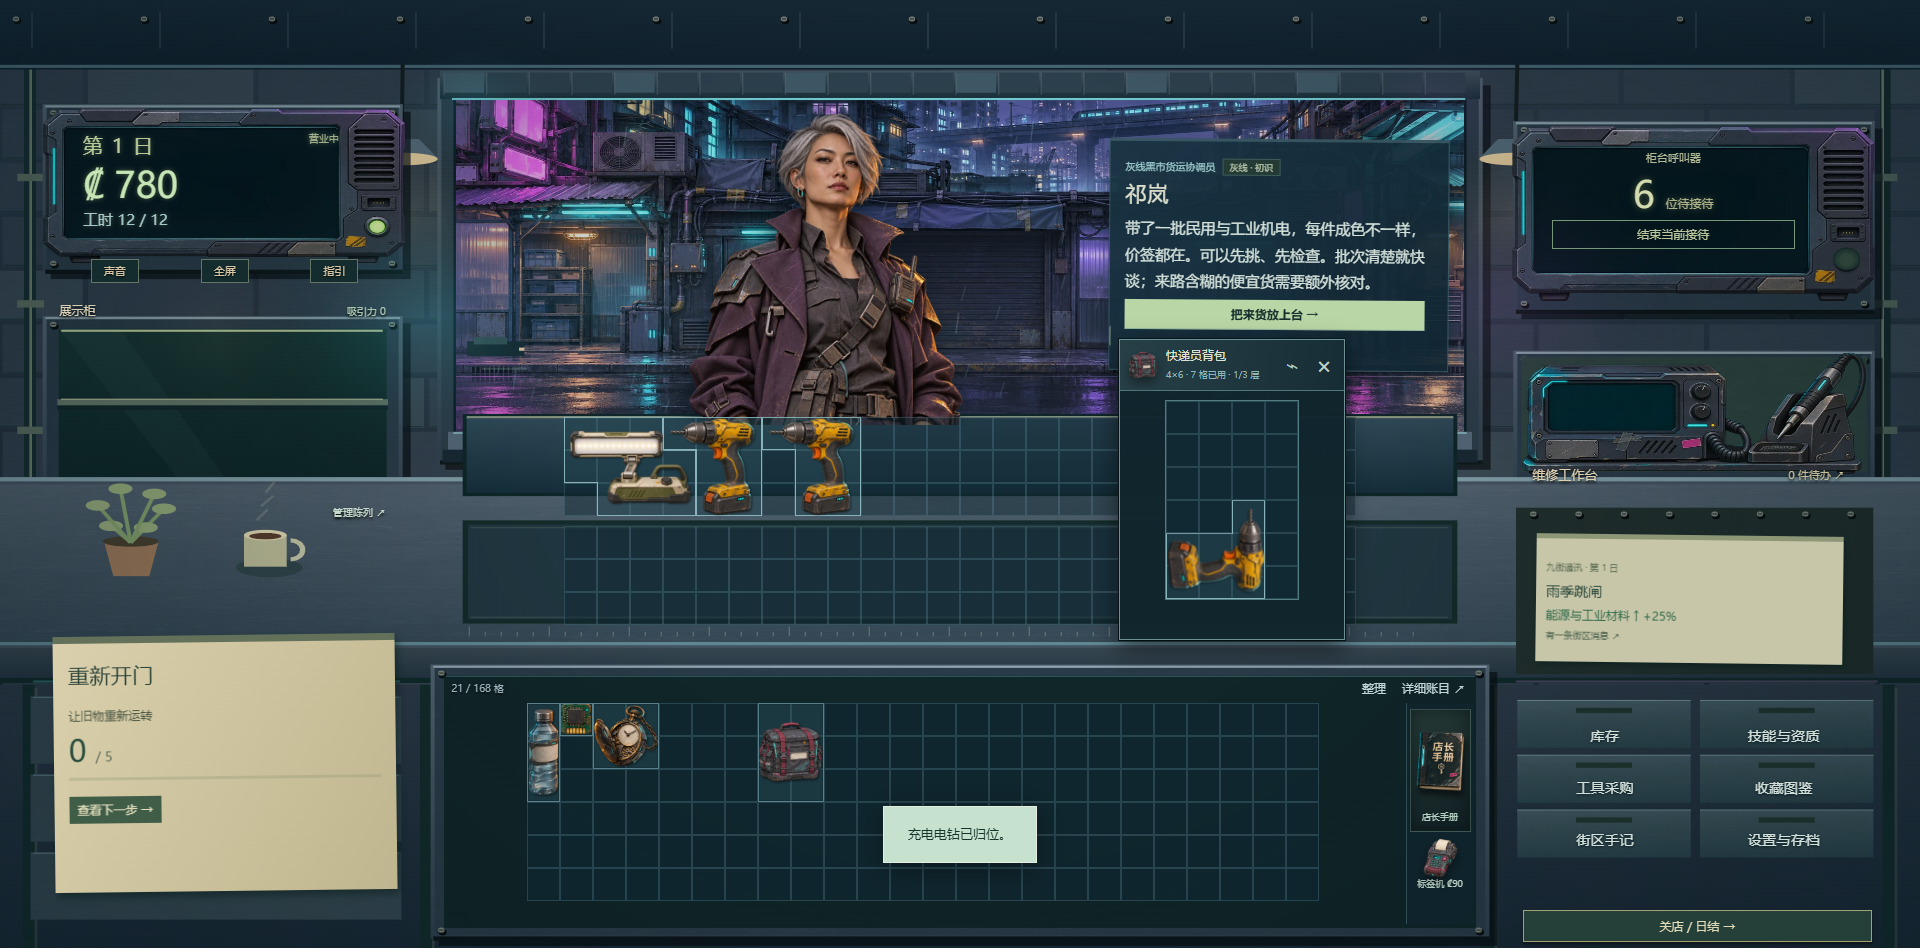 第 1 日
营业中
₡ 780
工时 12 / 12
声音
全屏
指引
展示柜
吸引力 0
管理阵列 ↗
重新开门
让旧物重新运转
0 / 5
查看下一步 →
灰线黑市货运协调员
灰线 · 初识
祁岚
带了一批民用与工业机电，每件成色不一样，
价签都在。可以先挑、先检查。批次清楚就快
谈；来路含糊的便宜货需要额外核对。
把来货放上台 →
快递员背包
4×6 · 7 格已用 · 1/3 层
21 / 168 格
整理
详细账目 ↗
充电电钻已归位。
店长
手册
店长手册
标签机 ₡90
柜台呼叫器
6 位待接待
结束当前接待
维修工作台
0 件待办 ↗
九街通讯 · 第 1 日
雨季跳闸
能源与工业材料 ↑ +25%
有一条街区消息 ↗
库存
技能与资质
工具采购
收藏图鉴
街区手记
设置与存档
关店 / 日结 →